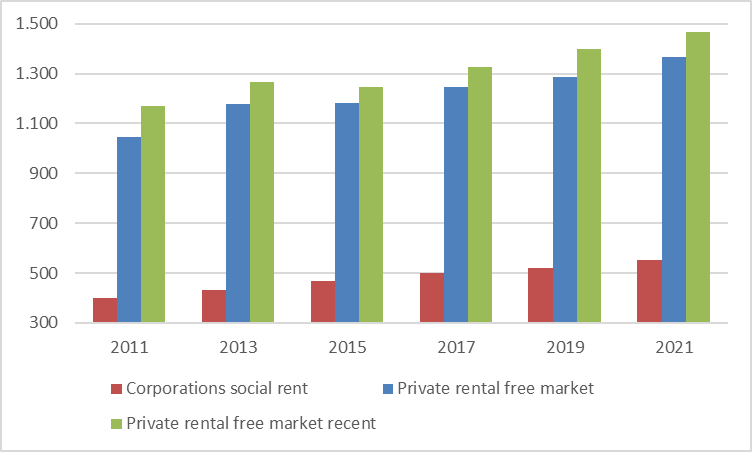 1.500
1.300
1.100
900
700
500
300
2011 2013 2015 2017 2019 2021
Corporations social rent Private rental free market
Private rental free market recent